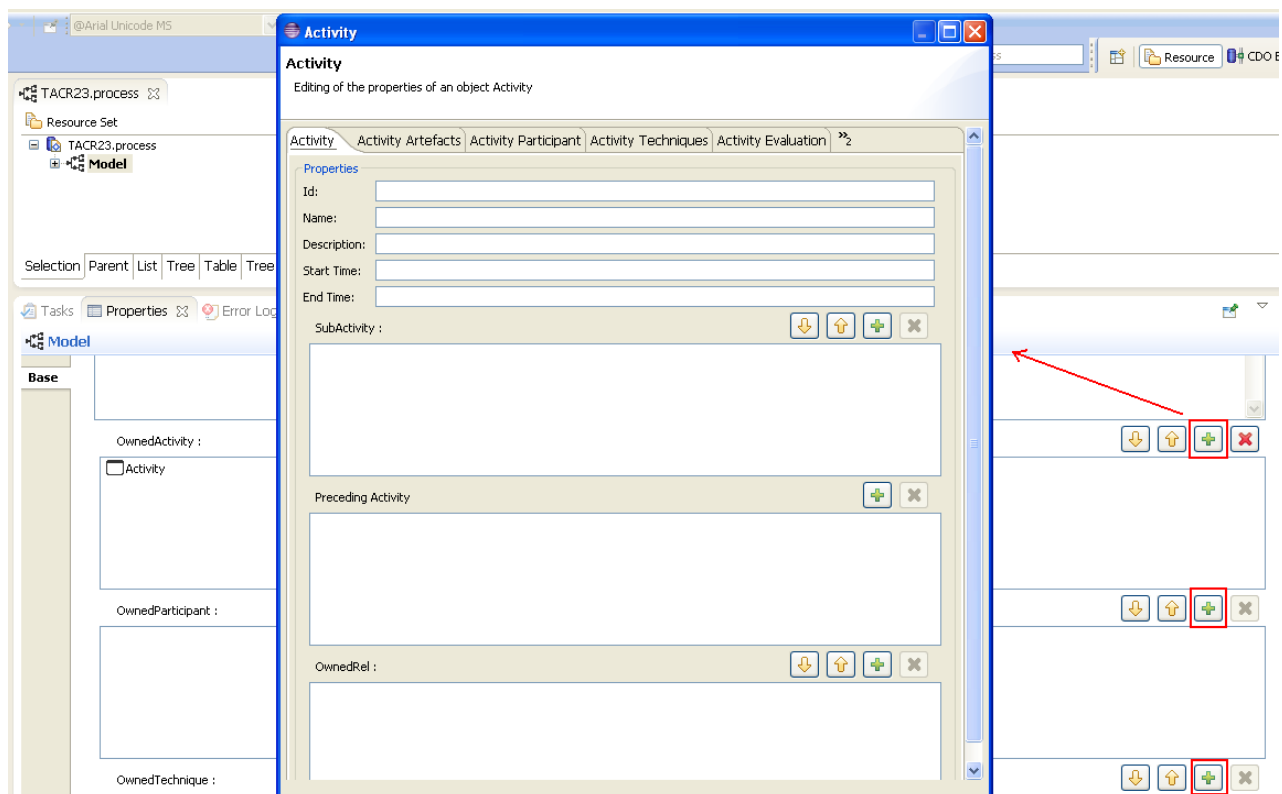 @Arial Unicode MS
Activity
Activity
Editing of the properties of an object Activity
ss
Resource
CDO E
TACR23.process
Resource Set
TACR23.process
Model
Selection Parent List Tree Table Tree
Activity Activity Artefacts Activity Participant Activity Techniques Activity Evaluation »2
Properties
Id:
Name:
Description:
Start Time:
End Time:
SubActivity :
Preceding Activity
OwnedRel :
Tasks Properties Error Log
Model
Base
OwnedActivity :
Activity
OwnedParticipant :
OwnedTechnique :